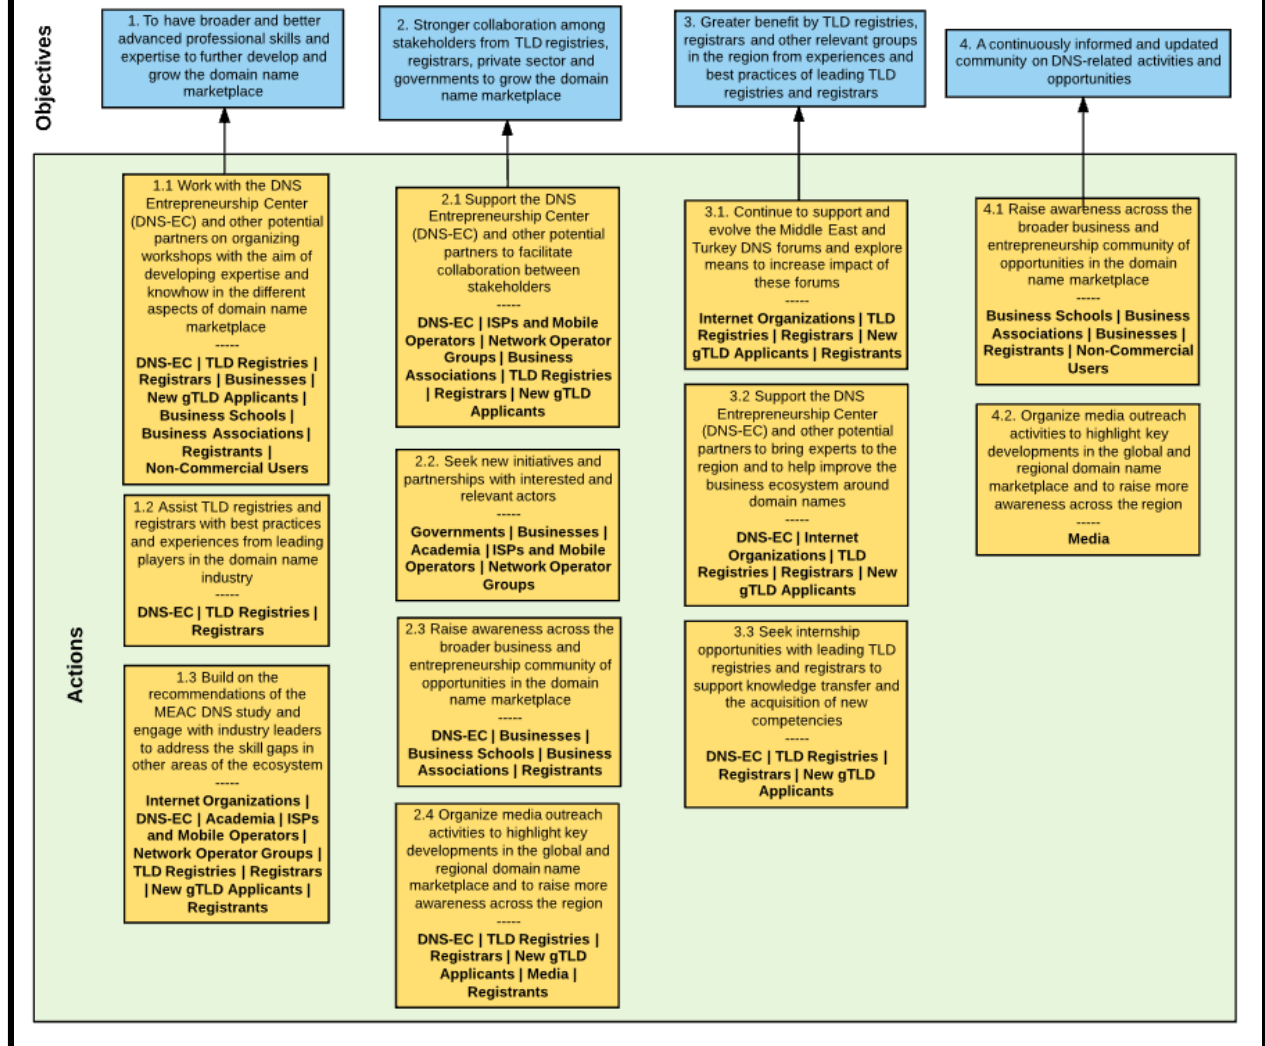 Objectives
1. To have broader and better
advanced professional skills and
expertise to further develop and
grow the domain name
marketplace
2. Stronger collaboration among
stakeholders from TLD registries,
registrars, private sector and
governments to grow the domain
name marketplace
3. Greater benefit by TLD registries,
registrars and other relevant groups
in the region from experiences and
best practices of leading TLD
registries and registrars
4. A continuously informed and updated
community on DNS-related activities and
opportunities
Actions
1.1 Work with the DNS
Entrepreneurship Center
(DNS-EC) and other potential
partners on organizing
workshops with the aim of
developing expertise and
knowhow in the different
aspects of domain name
marketplace
-----
DNS-EC | TLD Registries |
Registrars | Businesses |
New gTLD Applicants |
Business Schools |
Business Associations |
Registrants |
Non-Commercial Users
1.2 Assist TLD registries and
registrars with best practices
and experiences from leading
players in the domain name
industry
-----
DNS-EC | TLD Registries |
Registrars
1.3 Build on the
recommendations of the
MEAC DNS study and
engage with industry leaders
to address the skill gaps in
other areas of the ecosystem
-----
Internet Organizations |
DNS-EC | Academia | ISPs
and Mobile Operators |
Network Operator Groups |
TLD Registries | Registrars
| New gTLD Applicants |
Registrants
2.1 Support the DNS
Entrepreneurship Center
(DNS-EC) and other potential
partners to facilitate
collaboration between
stakeholders
-----
DNS-EC | ISPs and Mobile
Operators | Network Operator
Groups | Business
Associations | TLD Registries
| Registrars | New gTLD
Applicants
2.2. Seek new initiatives and
partnerships with interested and
relevant actors
-----
Governments | Businesses |
Academia | ISPs and Mobile
Operators | Network Operator
Groups
2.3 Raise awareness across the
broader business and
entrepreneurship community of
opportunities in the domain
name marketplace
-----
DNS-EC | Businesses |
Business Schools | Business
Associations | Registrants
2.4 Organize media outreach
activities to highlight key
developments in the global and
regional domain name
marketplace and to raise more
awareness across the region
-----
DNS-EC | TLD Registries |
Registrars | New gTLD
Applicants | Media |
Registrants
3.1. Continue to support and
evolve the Middle East and
Turkey DNS forums and explore
means to increase impact of
these forums
-----
Internet Organizations | TLD
Registries | Registrars | New
gTLD Applicants | Registrants
3.2 Support the DNS
Entrepreneurship Center
(DNS-EC) and other potential
partners to bring experts to the
region and to help improve the
business ecosystem around
domain names
-----
DNS-EC | Internet
Organizations | TLD
Registries | Registrars | New
gTLD Applicants
3.3 Seek internship
opportunities with leading TLD
registries and registrars to
support knowledge transfer and
the acquisition of new
competencies
-----
DNS-EC | TLD Registries |
Registrars | New gTLD
Applicants
4.1 Raise awareness across the
broader business and
entrepreneurship community of
opportunities in the domain
name marketplace
-----
Business Schools | Business
Associations | Businesses |
Registrants | Non-Commercial
Users
4.2. Organize media outreach
activities to highlight key
developments in the global and
regional domain name
marketplace and to raise more
awareness across the region
-----
Media